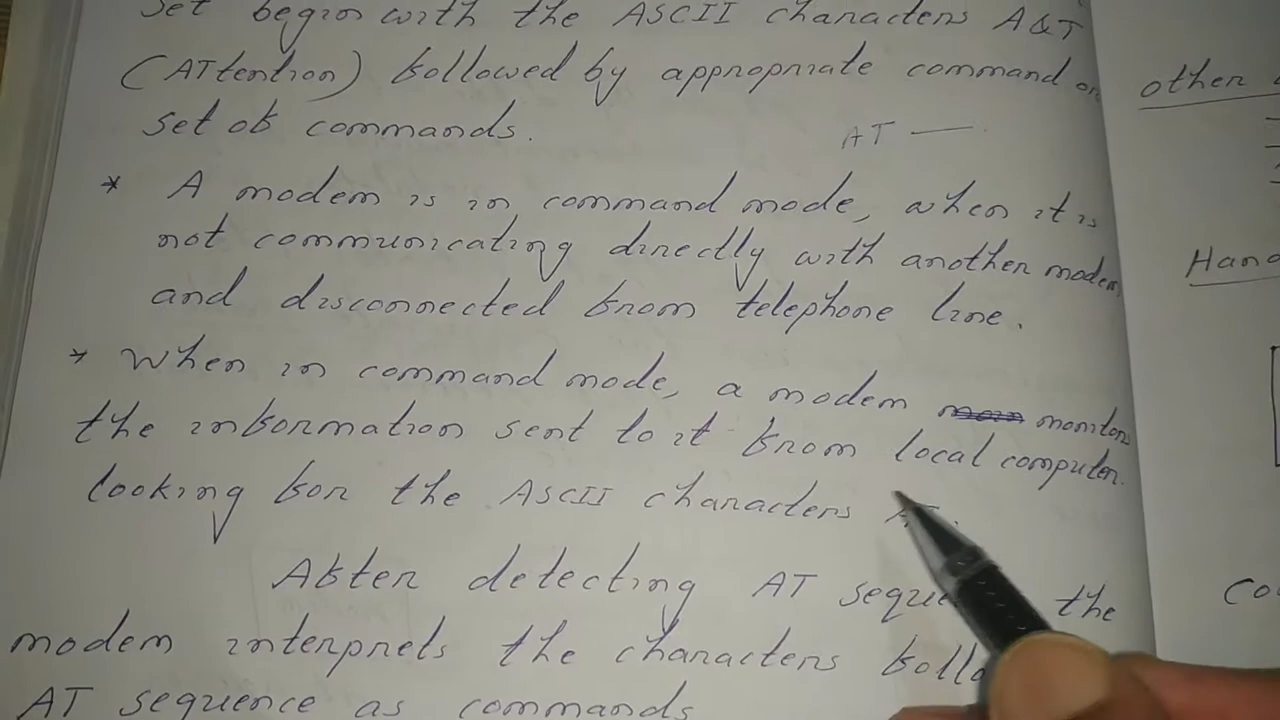 set begin with the ASCII characters A&T
(ATtention) followed by appropriate command or
set of commands.
AT —
* A modem is in command mode, when it is
not communicating directly with another modem
and disconnected from telephone line.
* When in command mode, a modem monitor
the information sent to it from local computer.
looking for the ASCII characters AT.
After detecting AT the
modem interprets the characters
AT sequence as commands
other
Hand
Co